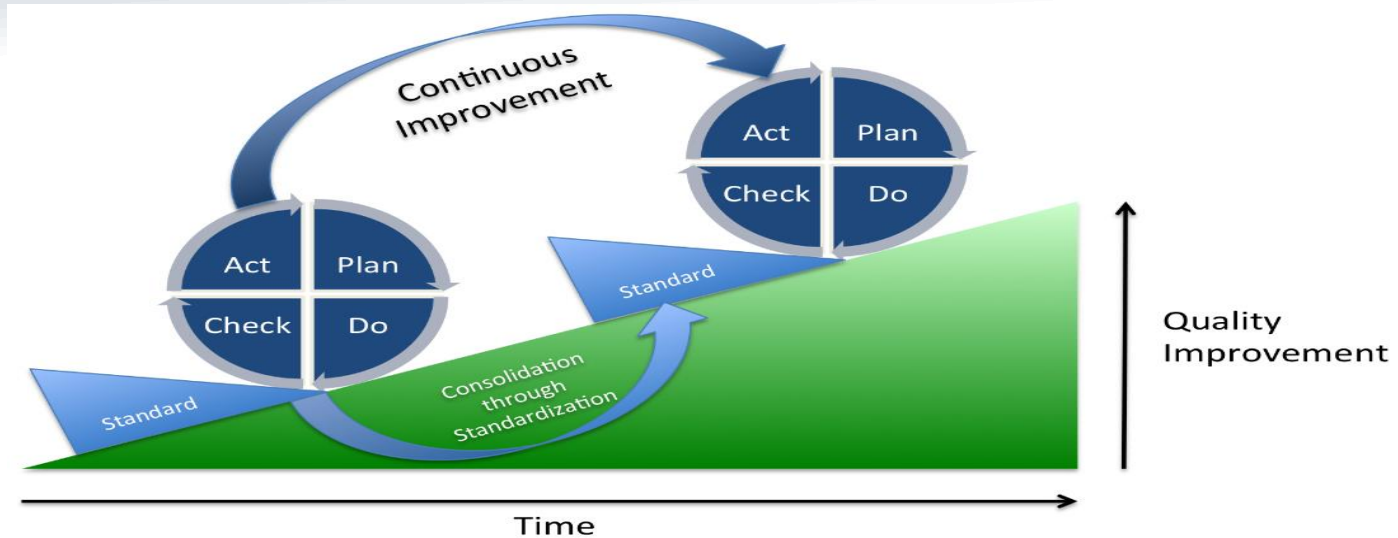 Continuous
Improvement
Act
Plan
Check
Do
Act
Plan
Check
Do
Standard
Standard
Consolidation
through
Standardization
Quality
Improvement
Time